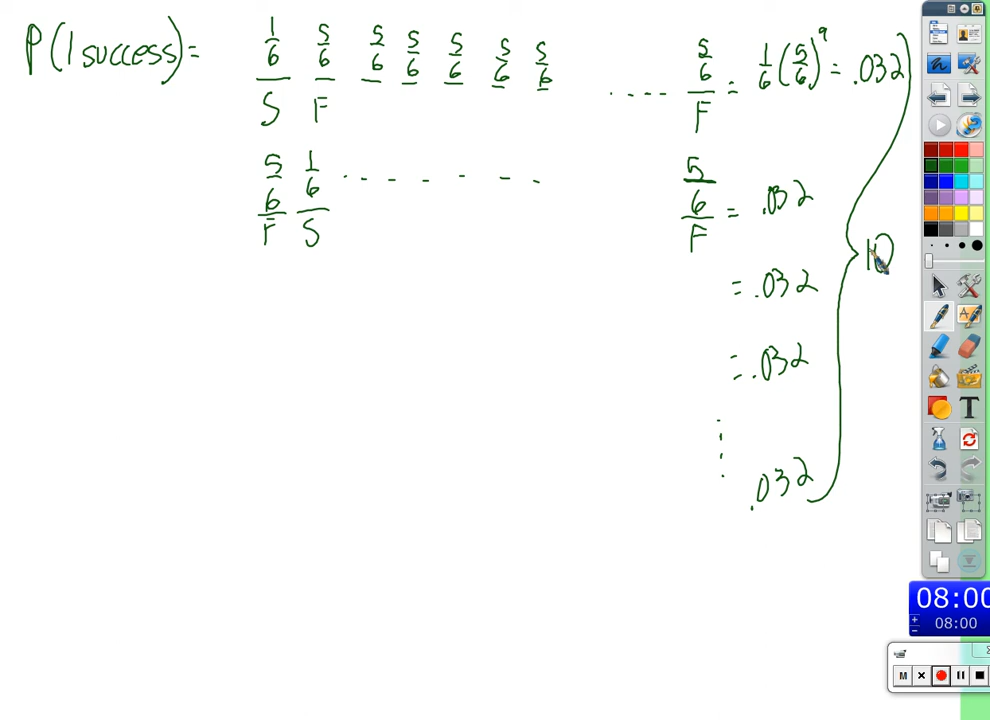 P(1 success) = 1/6 5/6 5/6 5/6 5/6 5/6 5/6 ..... 5/6 = 1/6(5/6)^9 = .032
S F F
5/6 1/6 . - - - - - 5/6 = .032
F S F
= .032
10
= .032
.032
A
T
08:00
08:00
M